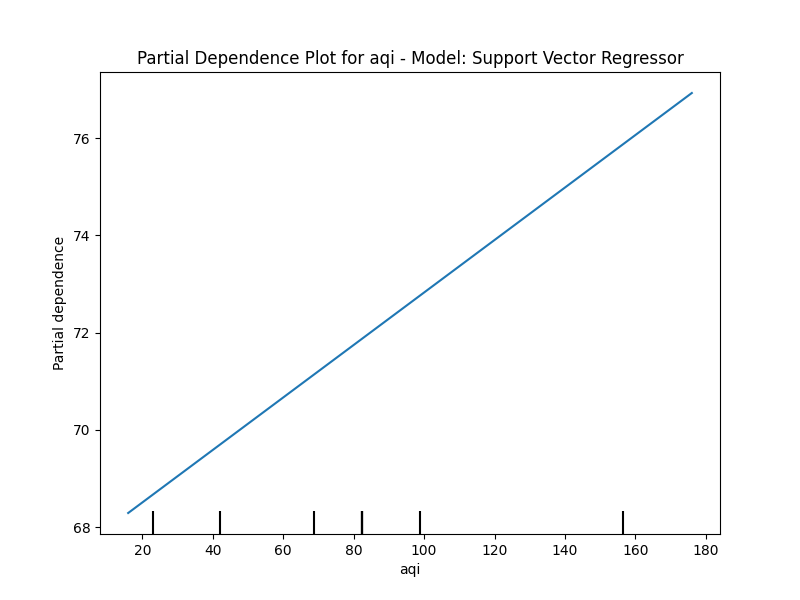 Partial Dependence Plot for aqi - Model: Support Vector Regressor
Partial dependence
76
74
72
70
68
20 40 60 80 100 120 140 160 180
aqi